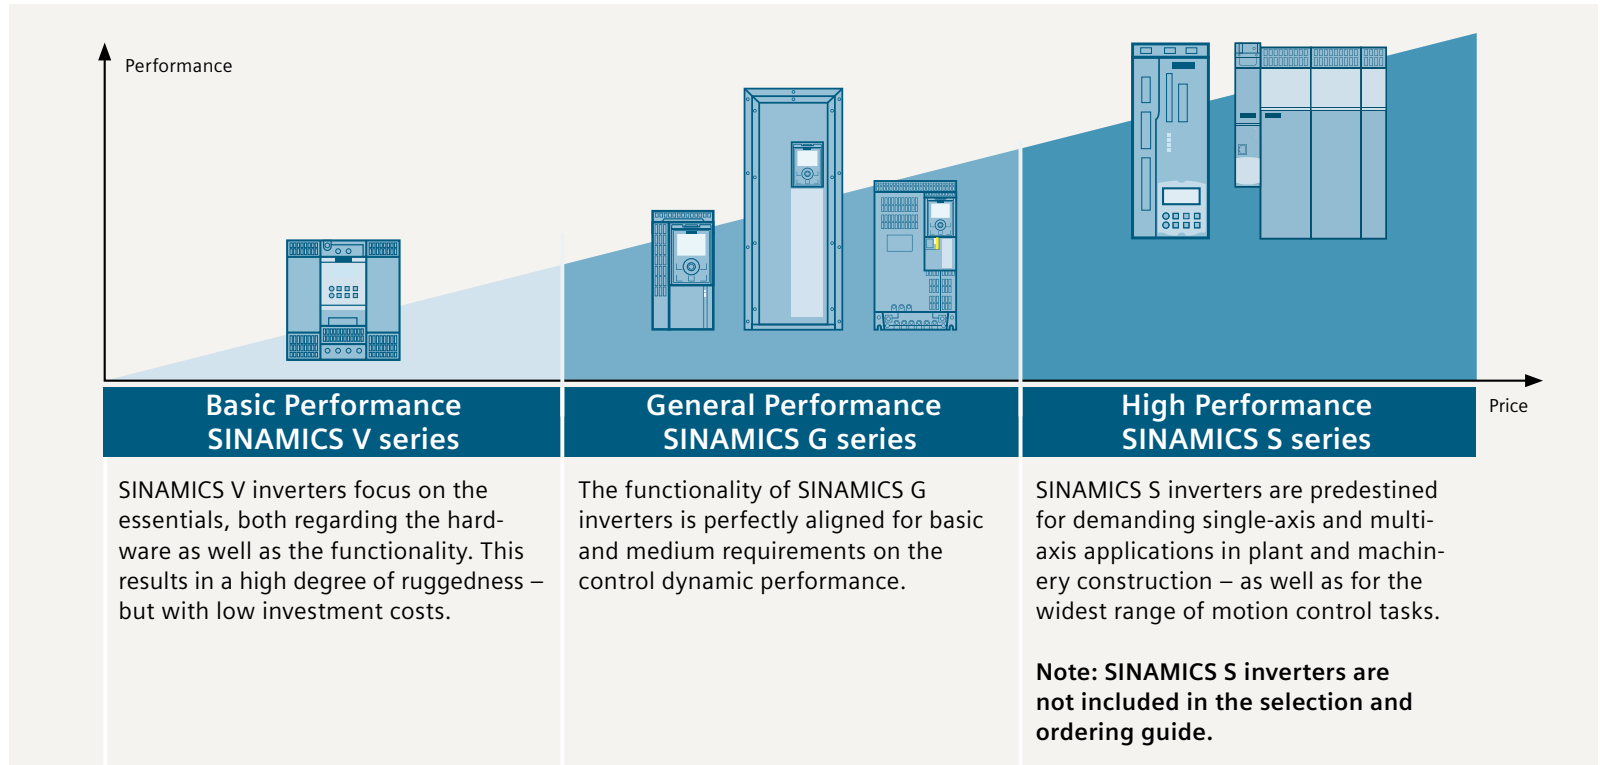 Performance
Basic Performance
SINAMICS V series
General Performance
SINAMICS G series
High Performance
SINAMICS S series
Price
SINAMICS V inverters focus on the
essentials, both regarding the hard-
ware as well as the functionality. This
results in a high degree of ruggedness –
but with low investment costs.
The functionality of SINAMICS G
inverters is perfectly aligned for basic
and medium requirements on the
control dynamic performance.
SINAMICS S inverters are predestined
for demanding single-axis and multi-
axis applications in plant and machin-
ery construction – as well as for the
widest range of motion control tasks.
Note: SINAMICS S inverters are
not included in the selection and
ordering guide.